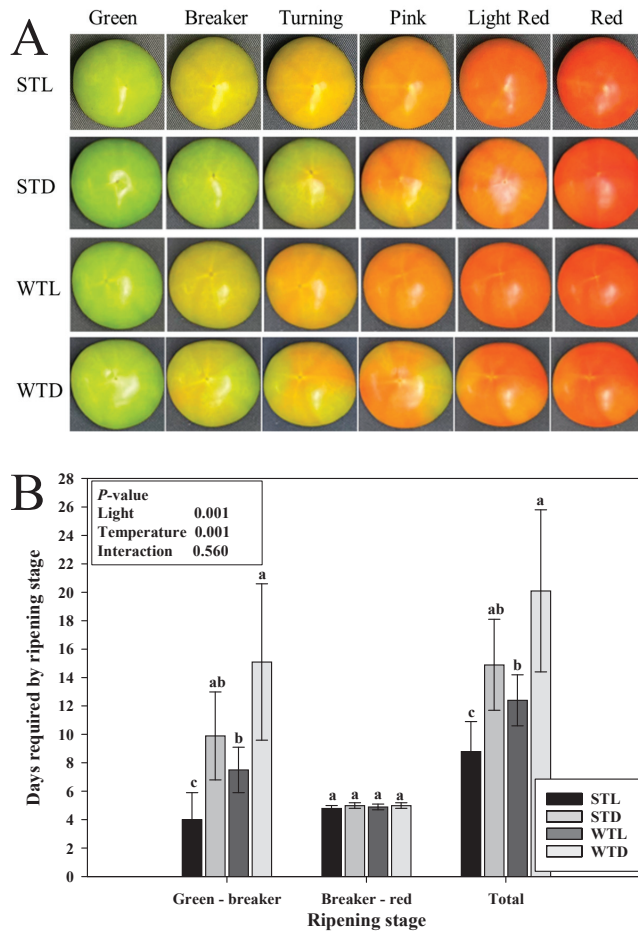 A
Green Breaker Turning Pink Light Red Red
STL
STD
WTL
WTD
B
28
26
24
22
20
18
16
14
12
10
8
6
4
2
0
Days required by ripening stage
P-value
Light 0.001
Temperature 0.001
Interaction 0.560
c ab b a
a a a a
c ab b a
STL
STD
WTL
WTD
Green - breaker Breaker - red Total
Ripening stage